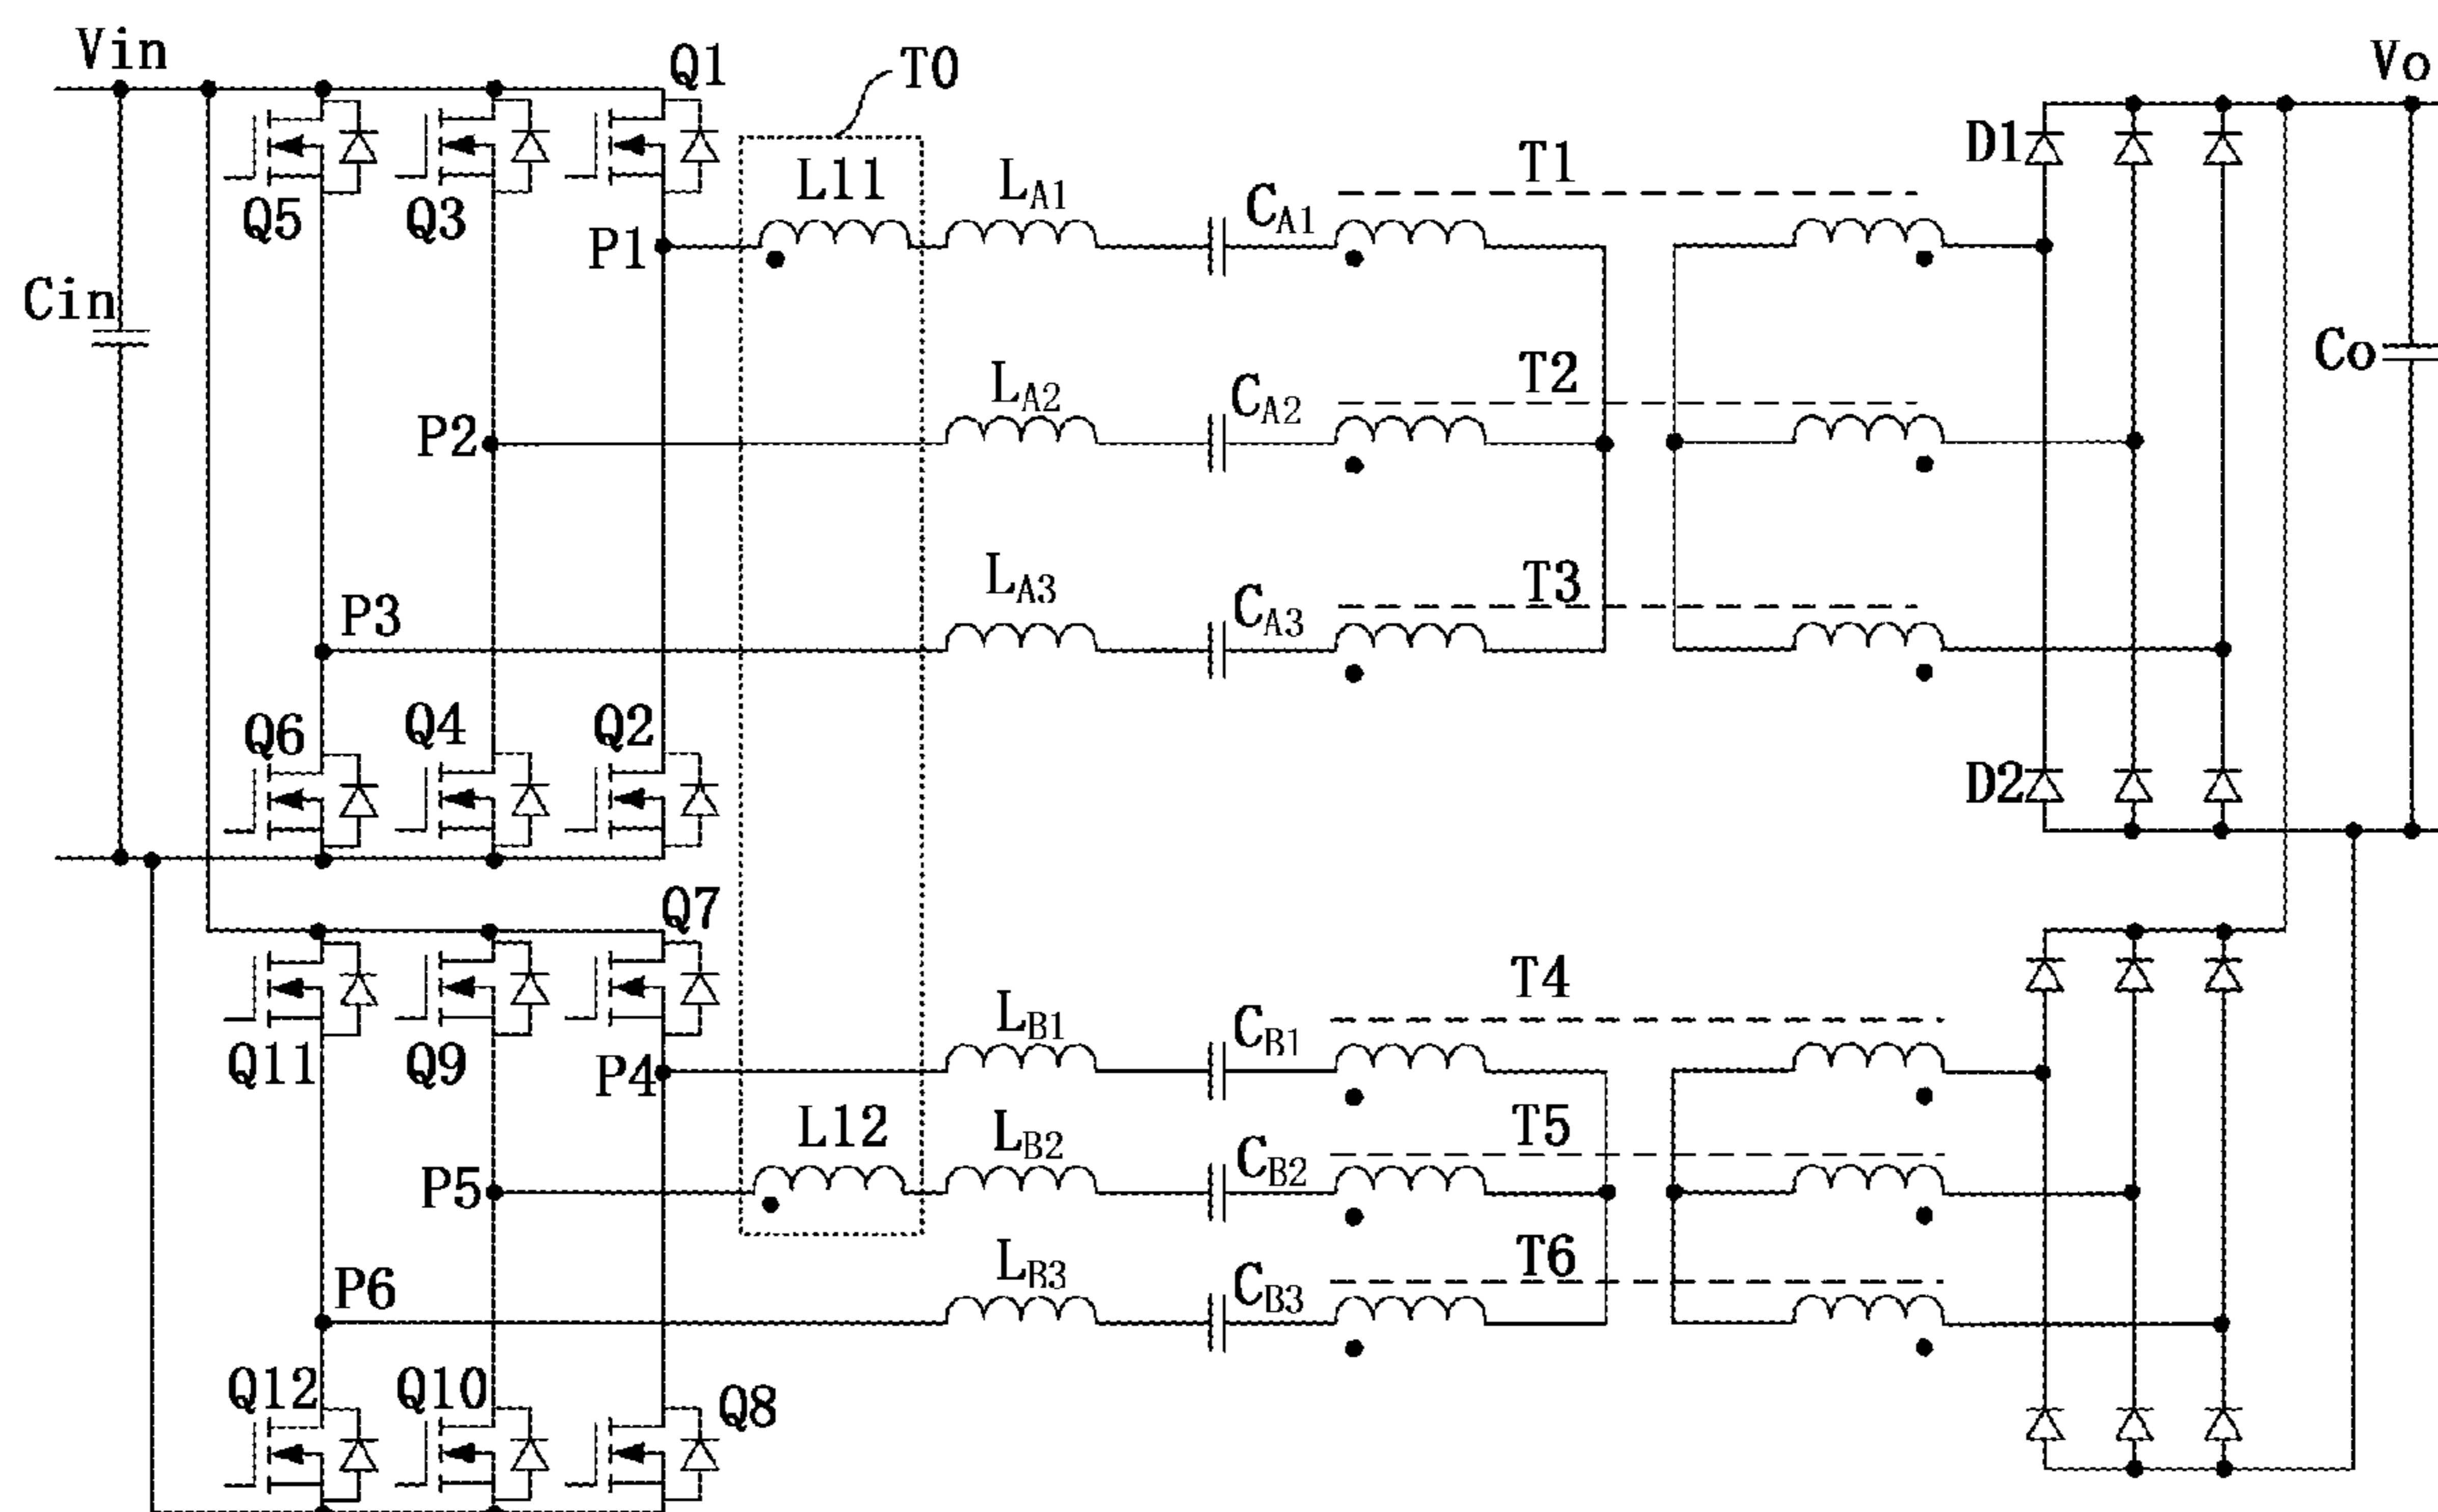 Vin
Q1
T0
Vo
D1
T1
L11
LA1
CA1
Q5
Q3
P1
Cin
Co
T2
LA2
CA2
P2
T3
LA3
CA3
P3
Q6
Q4
Q2
D2
Q7
T4
LB1
CB1
Q11
Q9
P4
L12
LB2
CB2
T5
P5
T6
LB3
CB3
P6
Q12
Q10
Q8